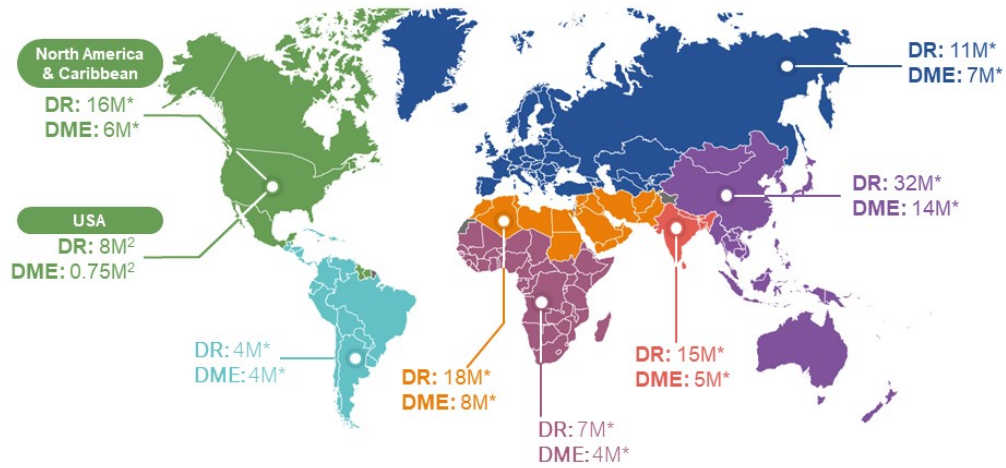 North America
& Caribbean
DR: 16M*
DME: 6M*
USA
DR: 8M²
DME: 0.75M²
DR: 11M*
DME: 7M*
DR: 32M*
DME: 14M*
DR: 4M*
DME: 4M*
DR: 18M*
DME: 8M*
DR: 15M*
DME: 5M*
DR: 7M*
DME: 4M*